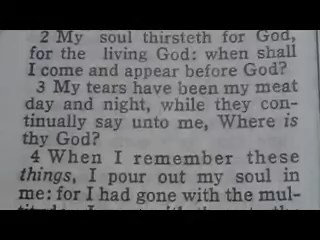 2 My soul thirsteth for God,
for the living God: when shall
I come and appear before God?
3 My tears have been my meat
day and night, while they con-
tinually say unto me, Where is
thy God?
4 When I remember these
things, I pour out my soul in
me: for I had gone with the mul-